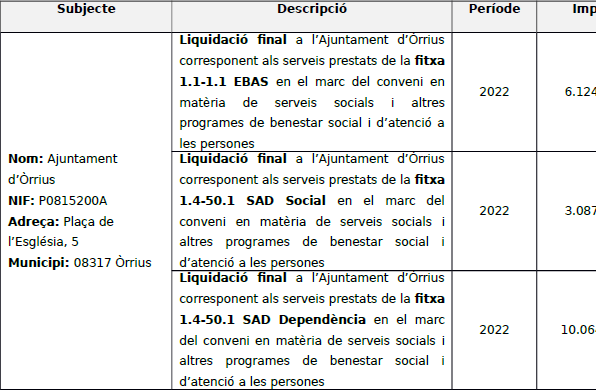 Subjecte Descripció Període Imp
Nom: Ajuntament
d’Òrrius
NIF: P0815200A
Adreça: Plaça de
l’Església, 5
Municipi: 08317 Òrrius
Liquidació final a l’Ajuntament d’Òrrius
corresponent als serveis prestats de la fitxa
1.1-1.1 EBAS en el marc del conveni en
matèria de serveis socials i altres
programes de benestar social i d’atenció a
les persones
2022
6.124
Liquidació final a l’Ajuntament d’Òrrius
corresponent als serveis prestats de la fitxa
1.4-50.1 SAD Social en el marc del
conveni en matèria de serveis socials i
altres programes de benestar social i
d’atenció a les persones
2022
3.087
Liquidació final a l’Ajuntament d’Òrrius
corresponent als serveis prestats de la fitxa
1.4-50.1 SAD Dependència en el marc
del conveni en matèria de serveis socials i
altres programes de benestar social i
d’atenció a les persones
2022
10.06